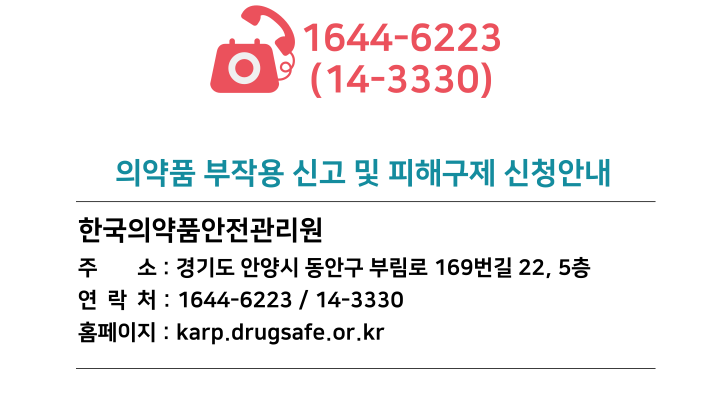 1644-6223
(14-3330)
의약품 부작용 신고 및 피해구제 신청안내
한국의약품안전관리원
주 소 : 경기도 안양시 동안구 부림로 169번길 22, 5층
연 락 처 : 1644-6223 / 14-3330
홈페이지 : karp.drugsafe.or.kr